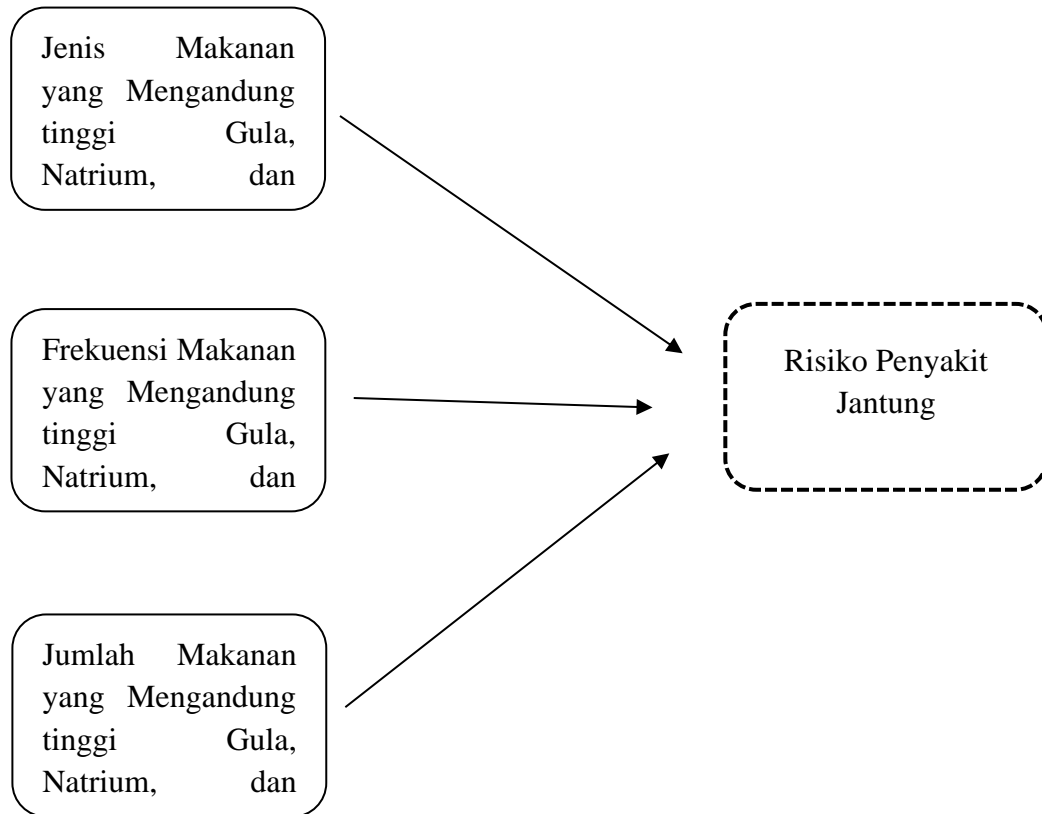 Jenis Makanan
yang Mengandung
tinggi Gula,
Natrium, dan
Frekuensi Makanan
yang Mengandung
tinggi Gula,
Natrium, dan
Jumlah Makanan
yang Mengandung
tinggi Gula,
Natrium, dan
Risiko Penyakit
Jantung